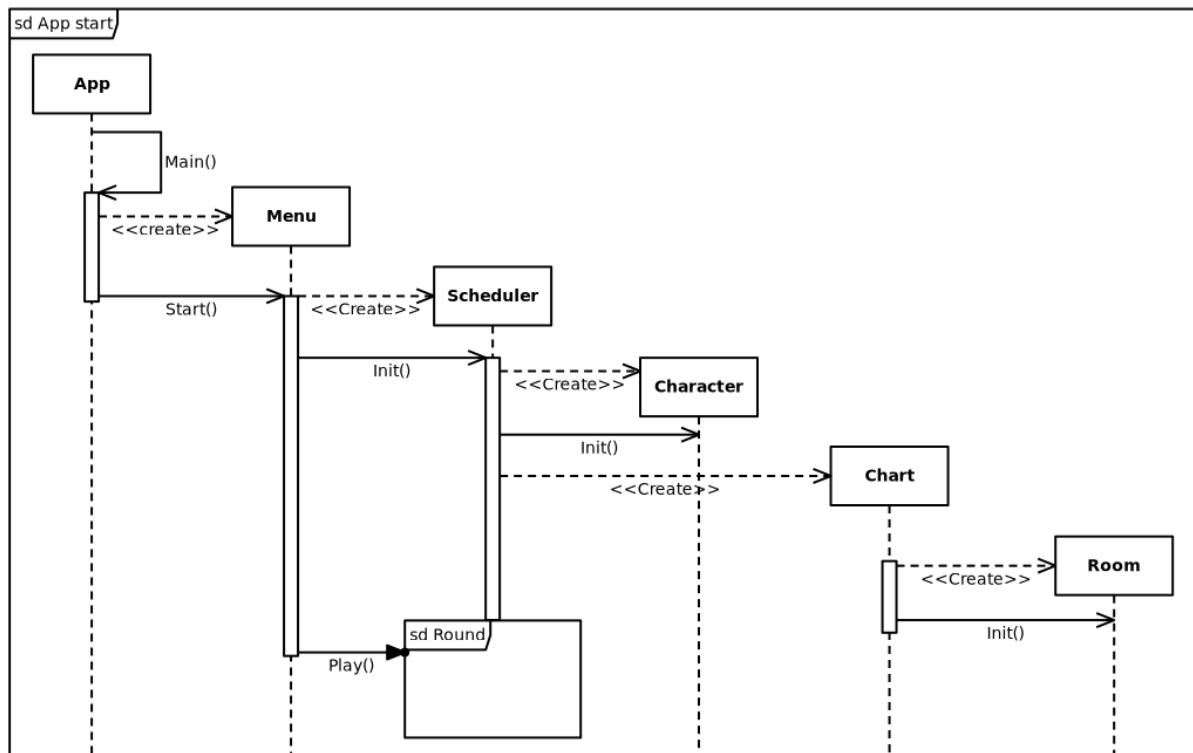 sd App start
App
Main()
Menu
<<create>>
Scheduler
Start()
<<Create>>
Init()
<<Create>>
Character
Init()
Chart
<<Create>>
Room
<<Create>>
sd Round
Init()
Play()